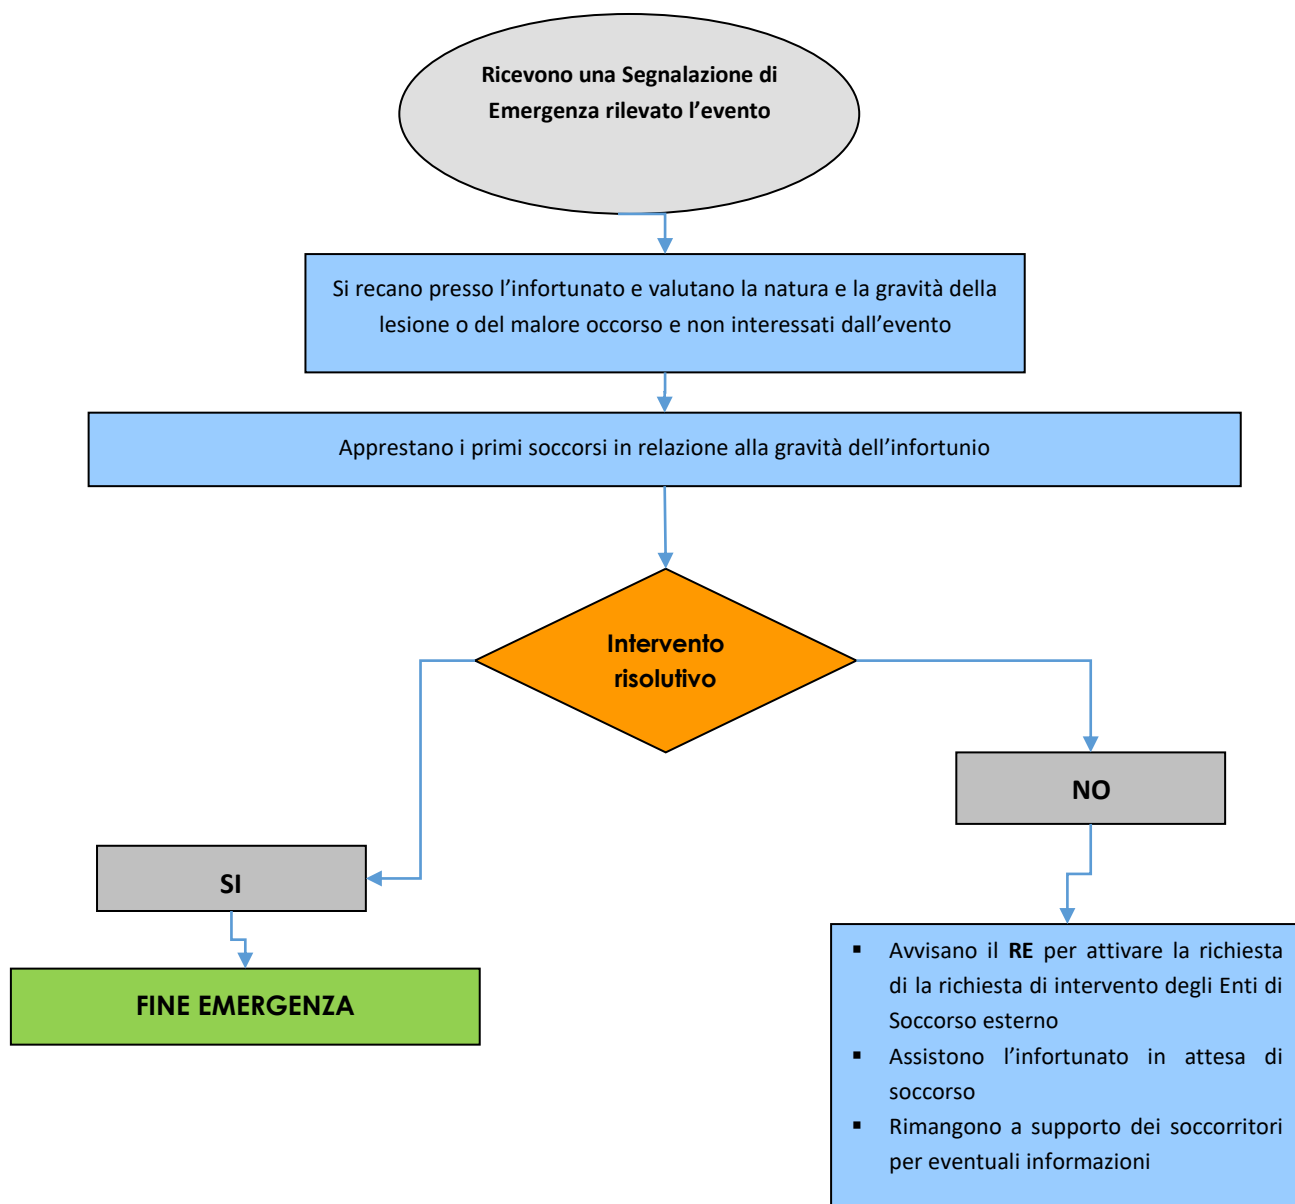 Ricevono una Segnalazione di
Emergenza rilevato l’evento
Si recano presso l’infortunato e valutano la natura e la gravità della
lesione o del malore occorso e non interessati dall’evento
Apprestano i primi soccorsi in relazione alla gravità dell’infortunio
Intervento
risolutivo
NO
SI
FINE EMERGENZA
▪ Avvisano il RE per attivare la richiesta
di la richiesta di intervento degli Enti di
Soccorso esterno
▪ Assistono l’infortunato in attesa di
soccorso
▪ Rimangono a supporto dei soccorritori
per eventuali informazioni